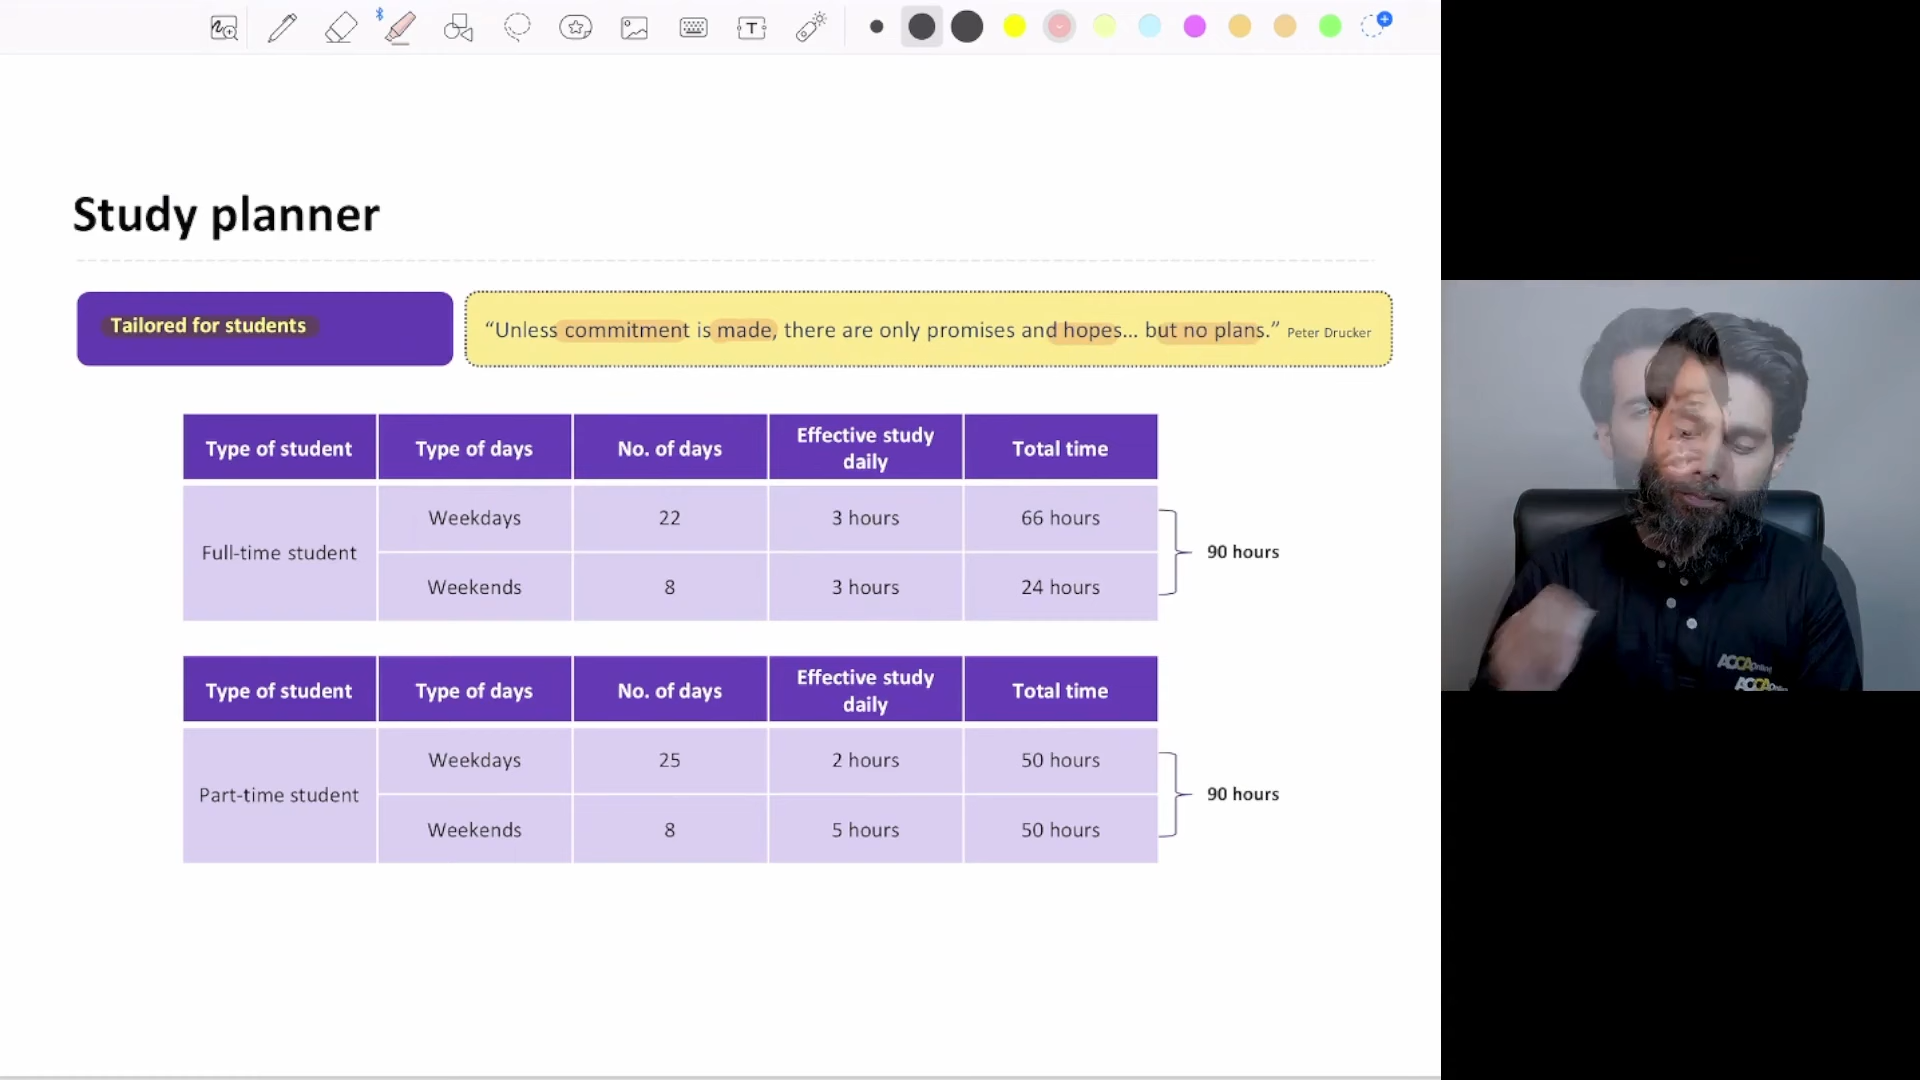 Study planner
Tailored for students
“Unless commitment is made, there are only promises and hopes... but no plans.” Peter Drucker
Type of student Type of days No. of days Effective study daily Total time
Full-time student Weekdays 22 3 hours 66 hours
Weekends 8 3 hours 24 hours
90 hours
Type of student Type of days No. of days Effective study daily Total time
Part-time student Weekdays 25 2 hours 50 hours
Weekends 8 5 hours 50 hours
90 hours
ACCA Online
ACCA Online